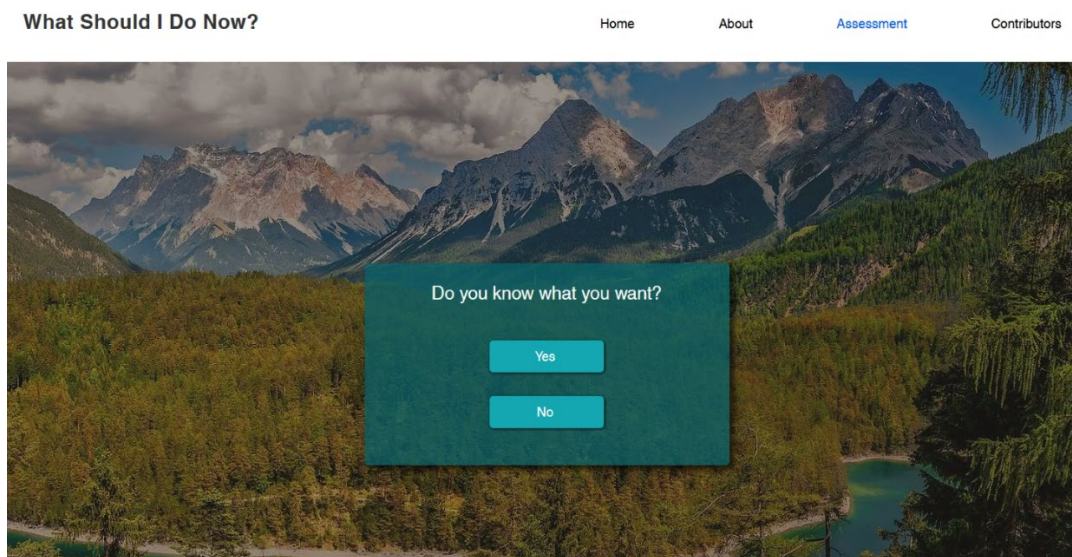 What Should I Do Now?
Home About Assessment Contributors
Do you know what you want?
Yes
No